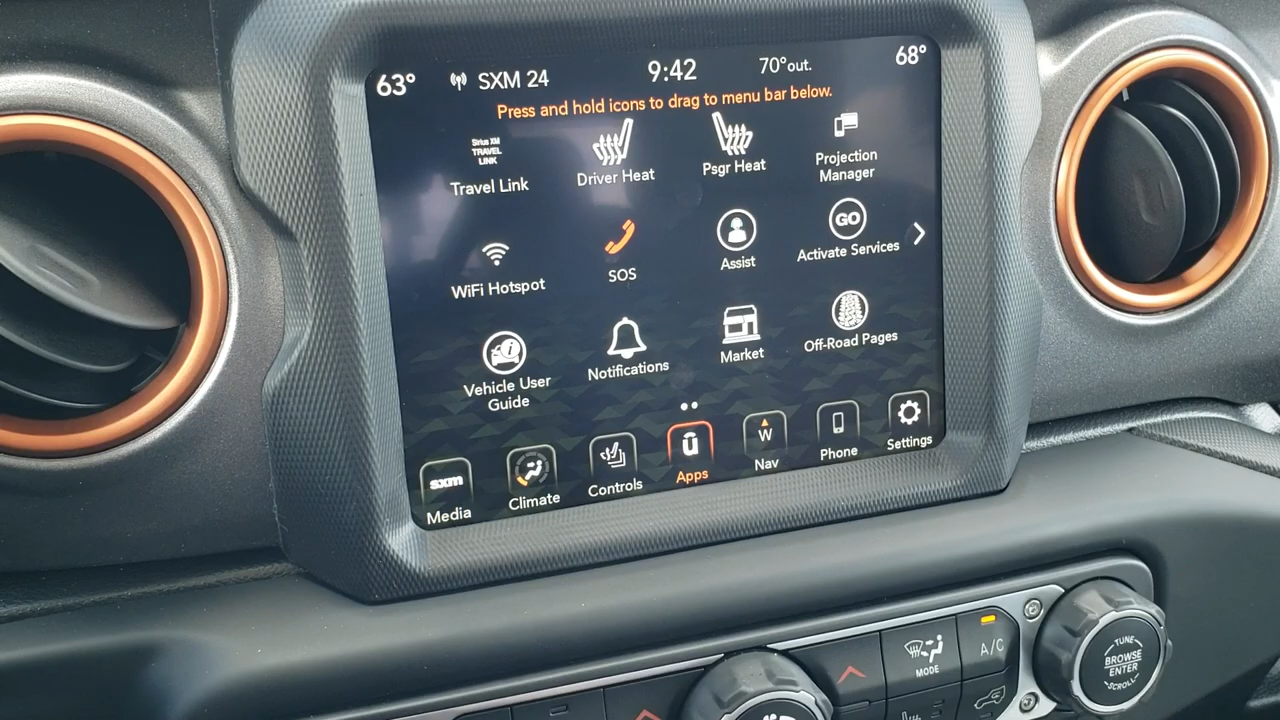 63° SXM 24 9:42 70°out. 68°
Press and hold icons to drag to menu bar below.
Sirius XM
TRAVEL
LINK
Travel Link
Driver Heat
Psgr Heat
Projection
Manager
WiFi Hotspot
SOS
Assist
GO
Activate Services
Vehicle User
Guide
Notifications
Market
Off-Road Pages
sxm
Media
Climate
Controls
ū
Apps
W
Nav
Phone
Settings
MODE
A/C
TUNE
BROWSE
ENTER
SCROLL